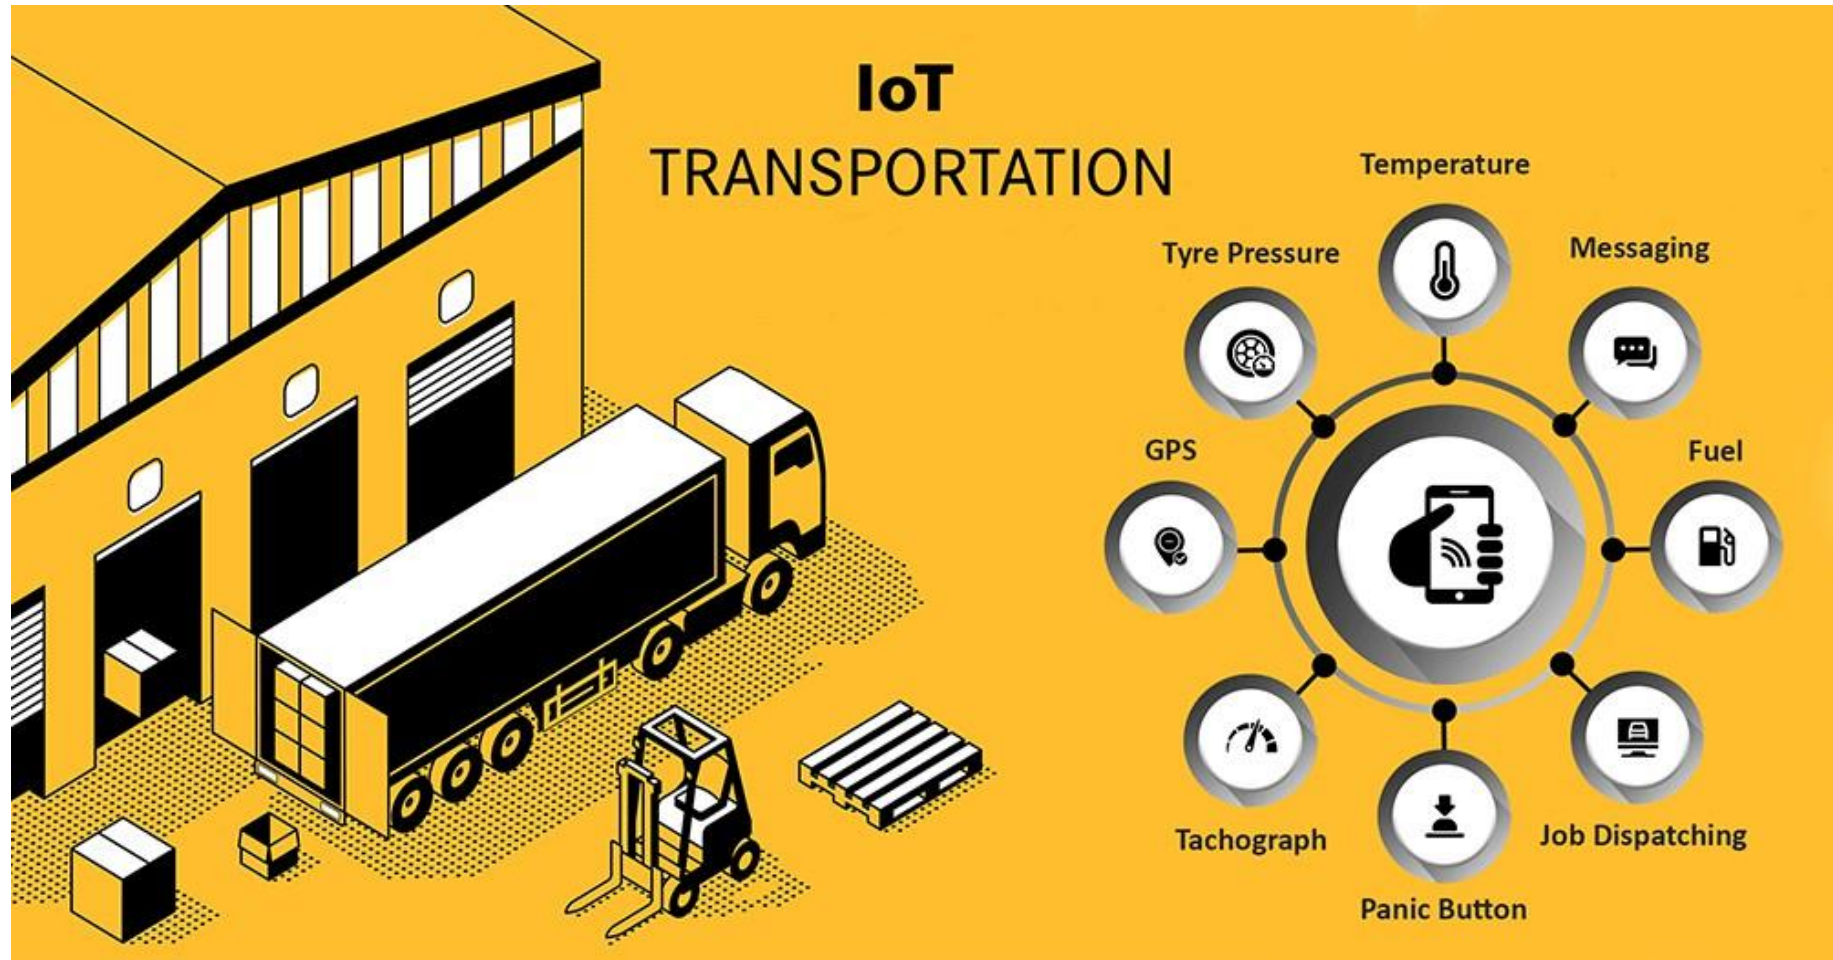 IoT
TRANSPORTATION
Temperature
Tyre Pressure
Messaging
GPS
Fuel
Tachograph
Job Dispatching
Panic Button